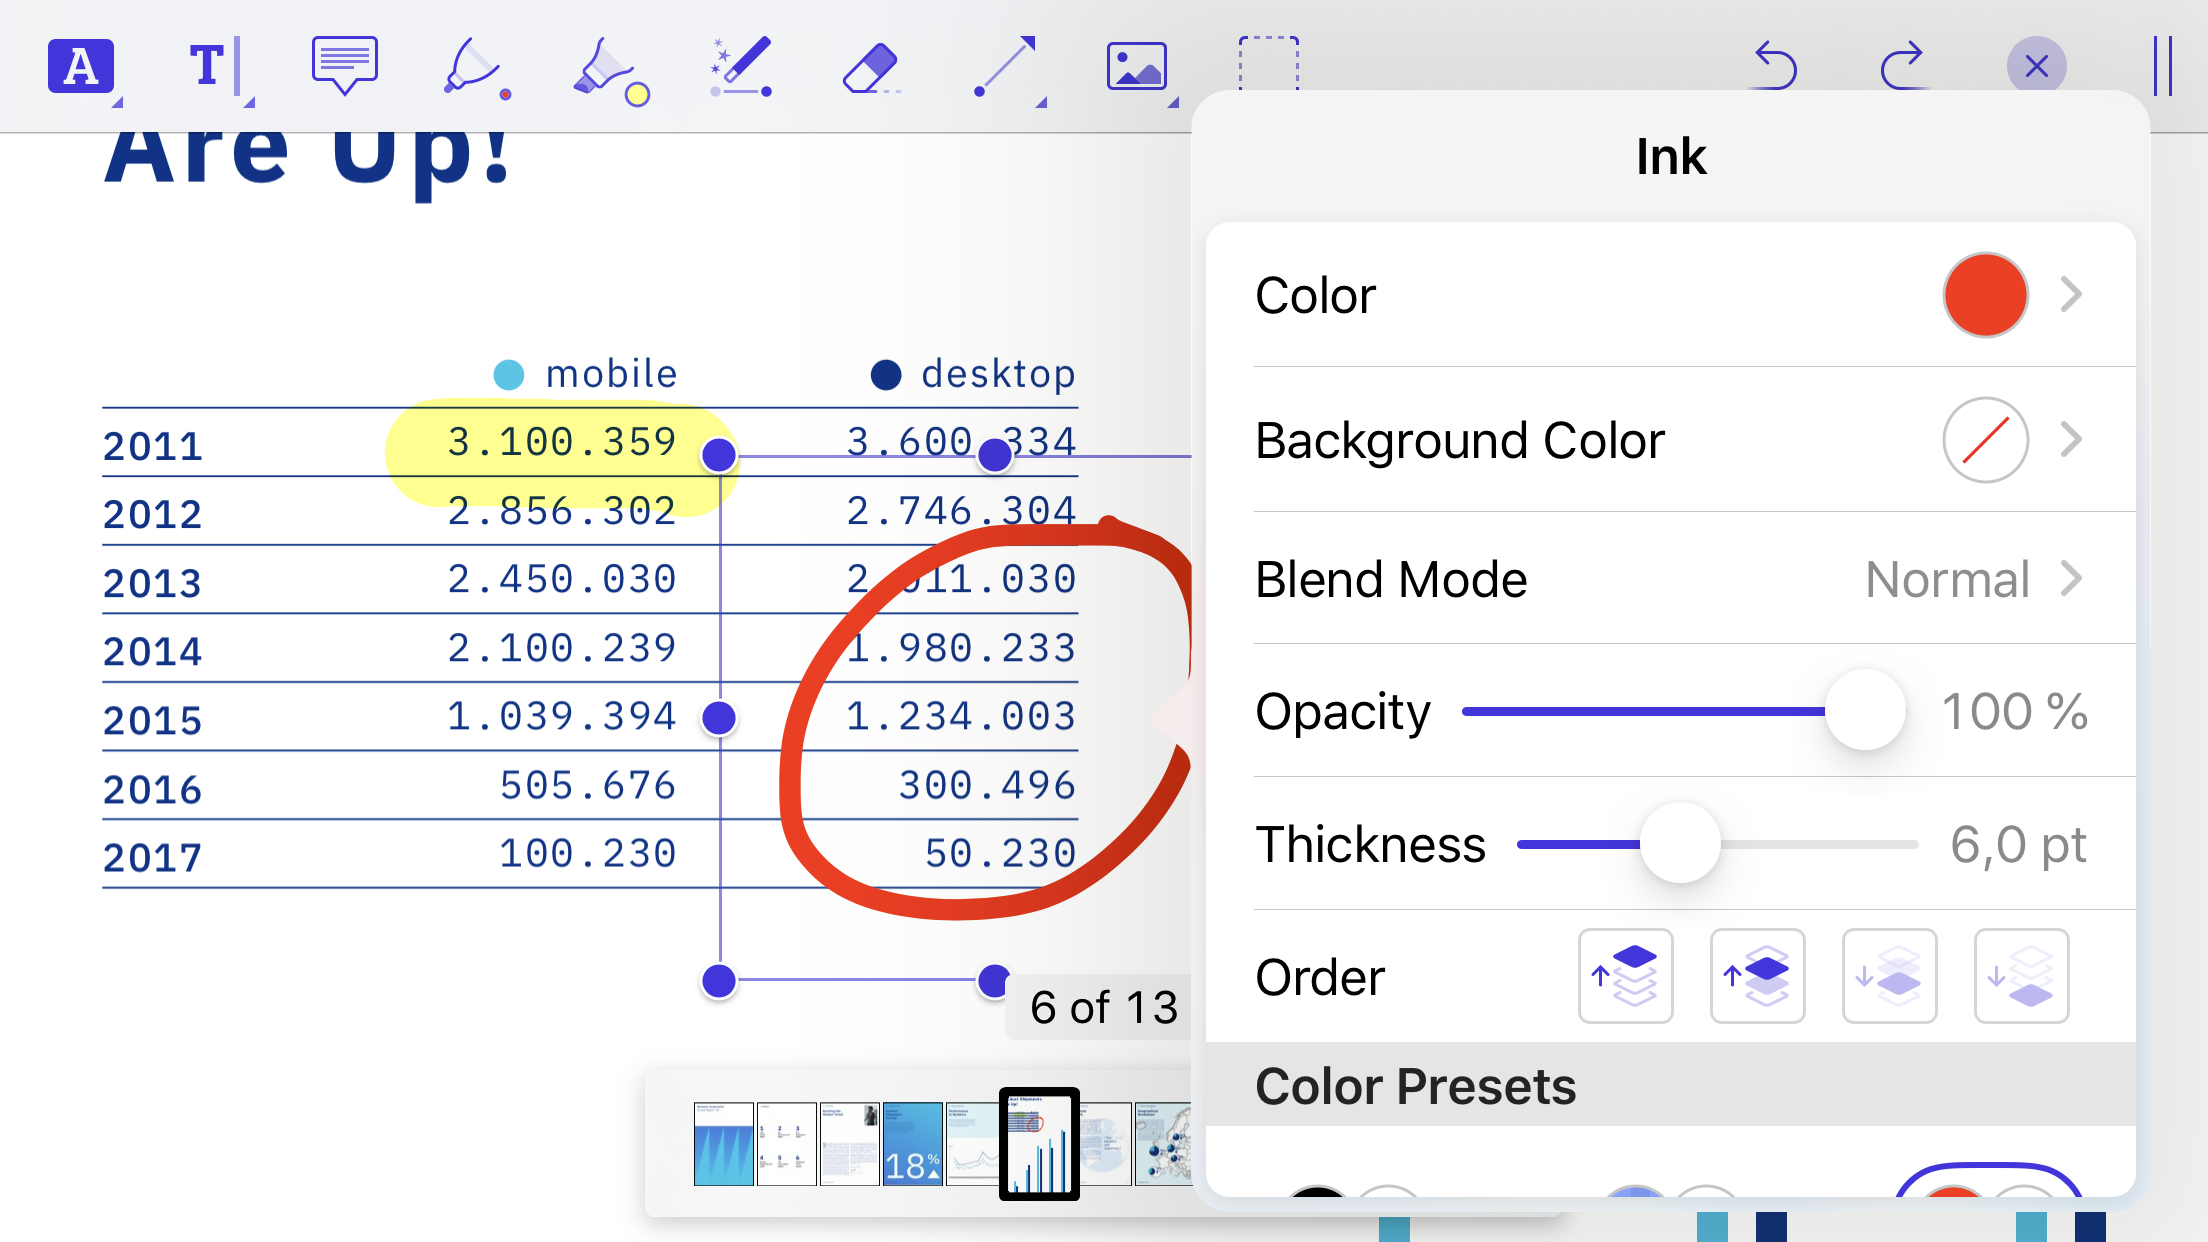 A
T
Are Up!
mobile desktop
2011 3.100.359 3.600.334
2012 2.856.302 2.746.304
2013 2.450.030 2. 11.030
2014 2.100.239 1.980.233
2015 1.039.394 1.234.003
2016 505.676 300.496
2017 100.230 50.230
6 of 13
18%
Ink
Color
Background Color
Blend Mode Normal
Opacity 100 %
Thickness 6,0 pt
Order
Color Presets